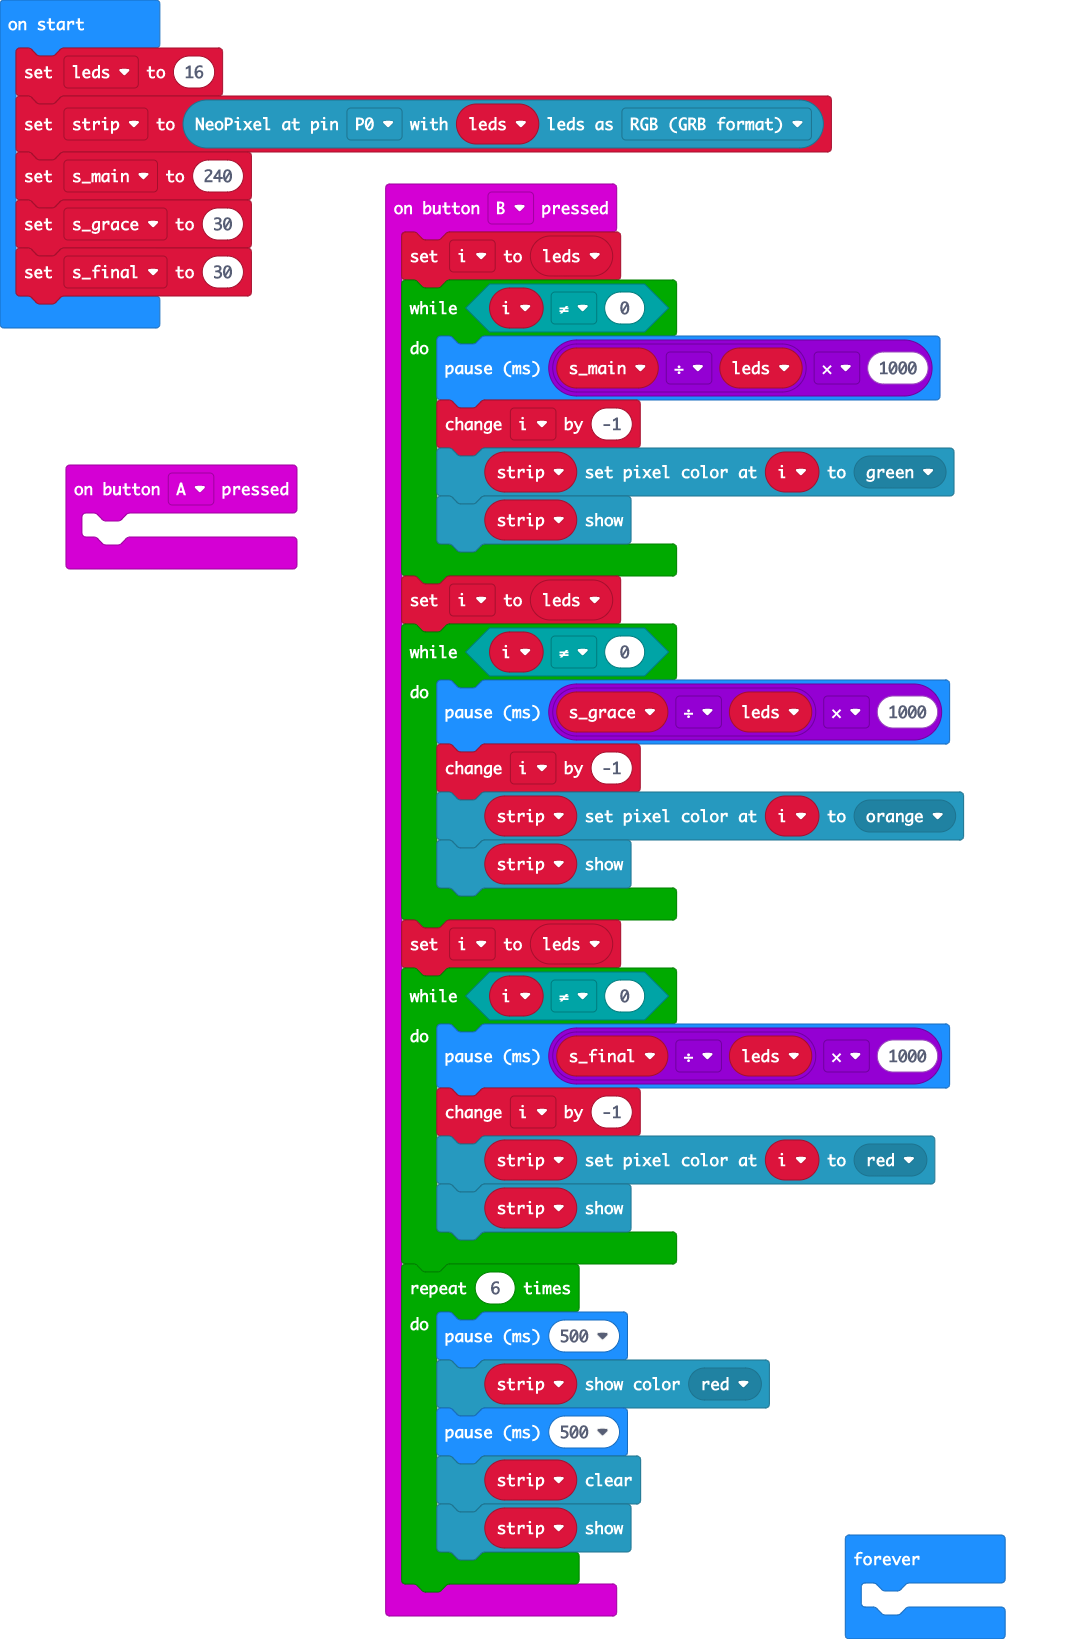 on start
set leds to 16
set strip to NeoPixel at pin P0 with leds leds as RGB (GRB format)
set s_main to 240
set s_grace to 30
set s_final to 30
on button A pressed
on button B pressed
set i to leds
while i ≠ 0
do
pause (ms) s_main ÷ leds × 1000
change i by -1
strip set pixel color at i to green
strip show
set i to leds
while i ≠ 0
do
pause (ms) s_grace ÷ leds × 1000
change i by -1
strip set pixel color at i to orange
strip show
set i to leds
while i ≠ 0
do
pause (ms) s_final ÷ leds × 1000
change i by -1
strip set pixel color at i to red
strip show
repeat 6 times
do
pause (ms) 500
strip show color red
pause (ms) 500
strip clear
strip show
forever